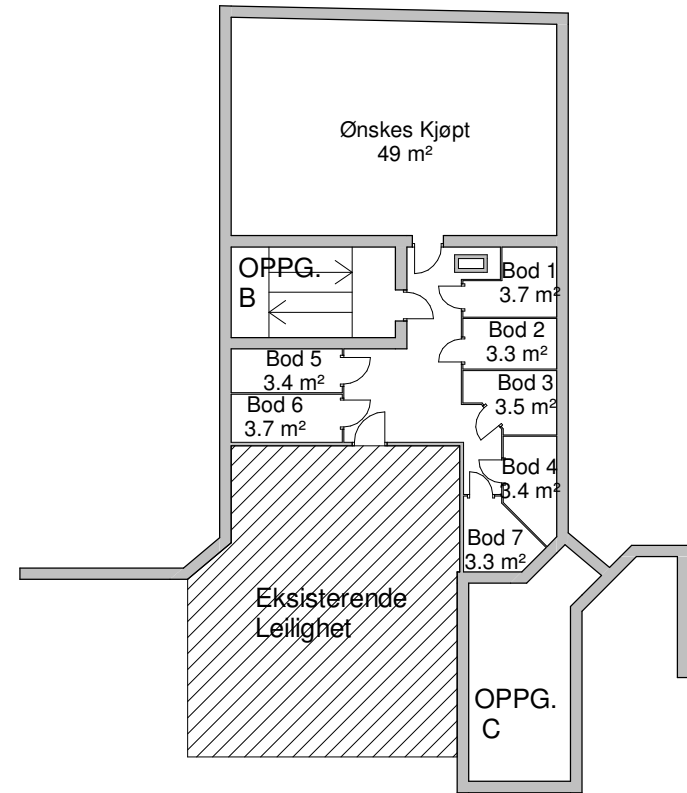 Ønskes Kjøpt
49 m²
OPPG.
B
Bod 1
3.7 m²
Bod 2
3.3 m²
Bod 5
3.4 m²
Bod 3
3.5 m²
Bod 6
3.7 m²
Bod 4
3.4 m²
Bod 7
3.3 m²
Eksisterende
Leilighet
OPPG.
C